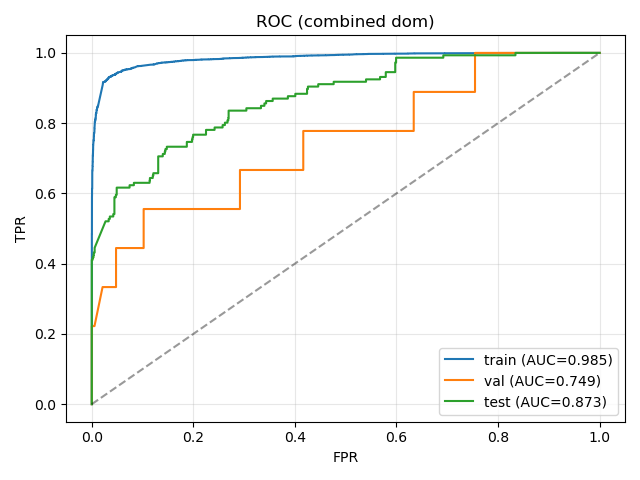 ROC (combined dom)
1.0
0.8
0.6
0.4
0.2
0.0
TPR
0.0
0.2
0.4
0.6
0.8
1.0
FPR
train (AUC=0.985)
val (AUC=0.749)
test (AUC=0.873)